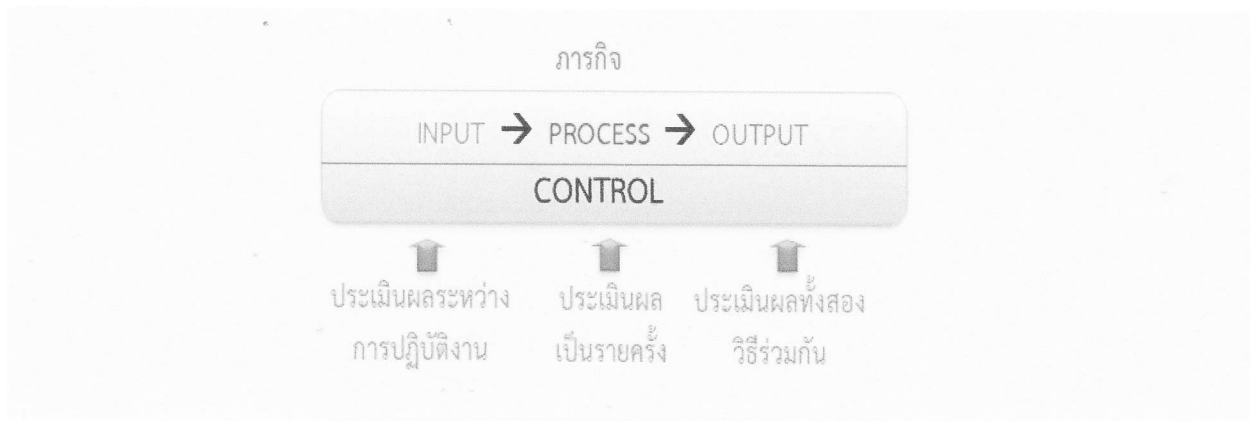 ภารกิจ
INPUT → PROCESS → OUTPUT
CONTROL
ประเมินผลระหว่าง ประเมินผล ประเมินผลทั้งสอง
การปฏิบัติงาน เป็นรายครั้ง วิธีร่วมกัน